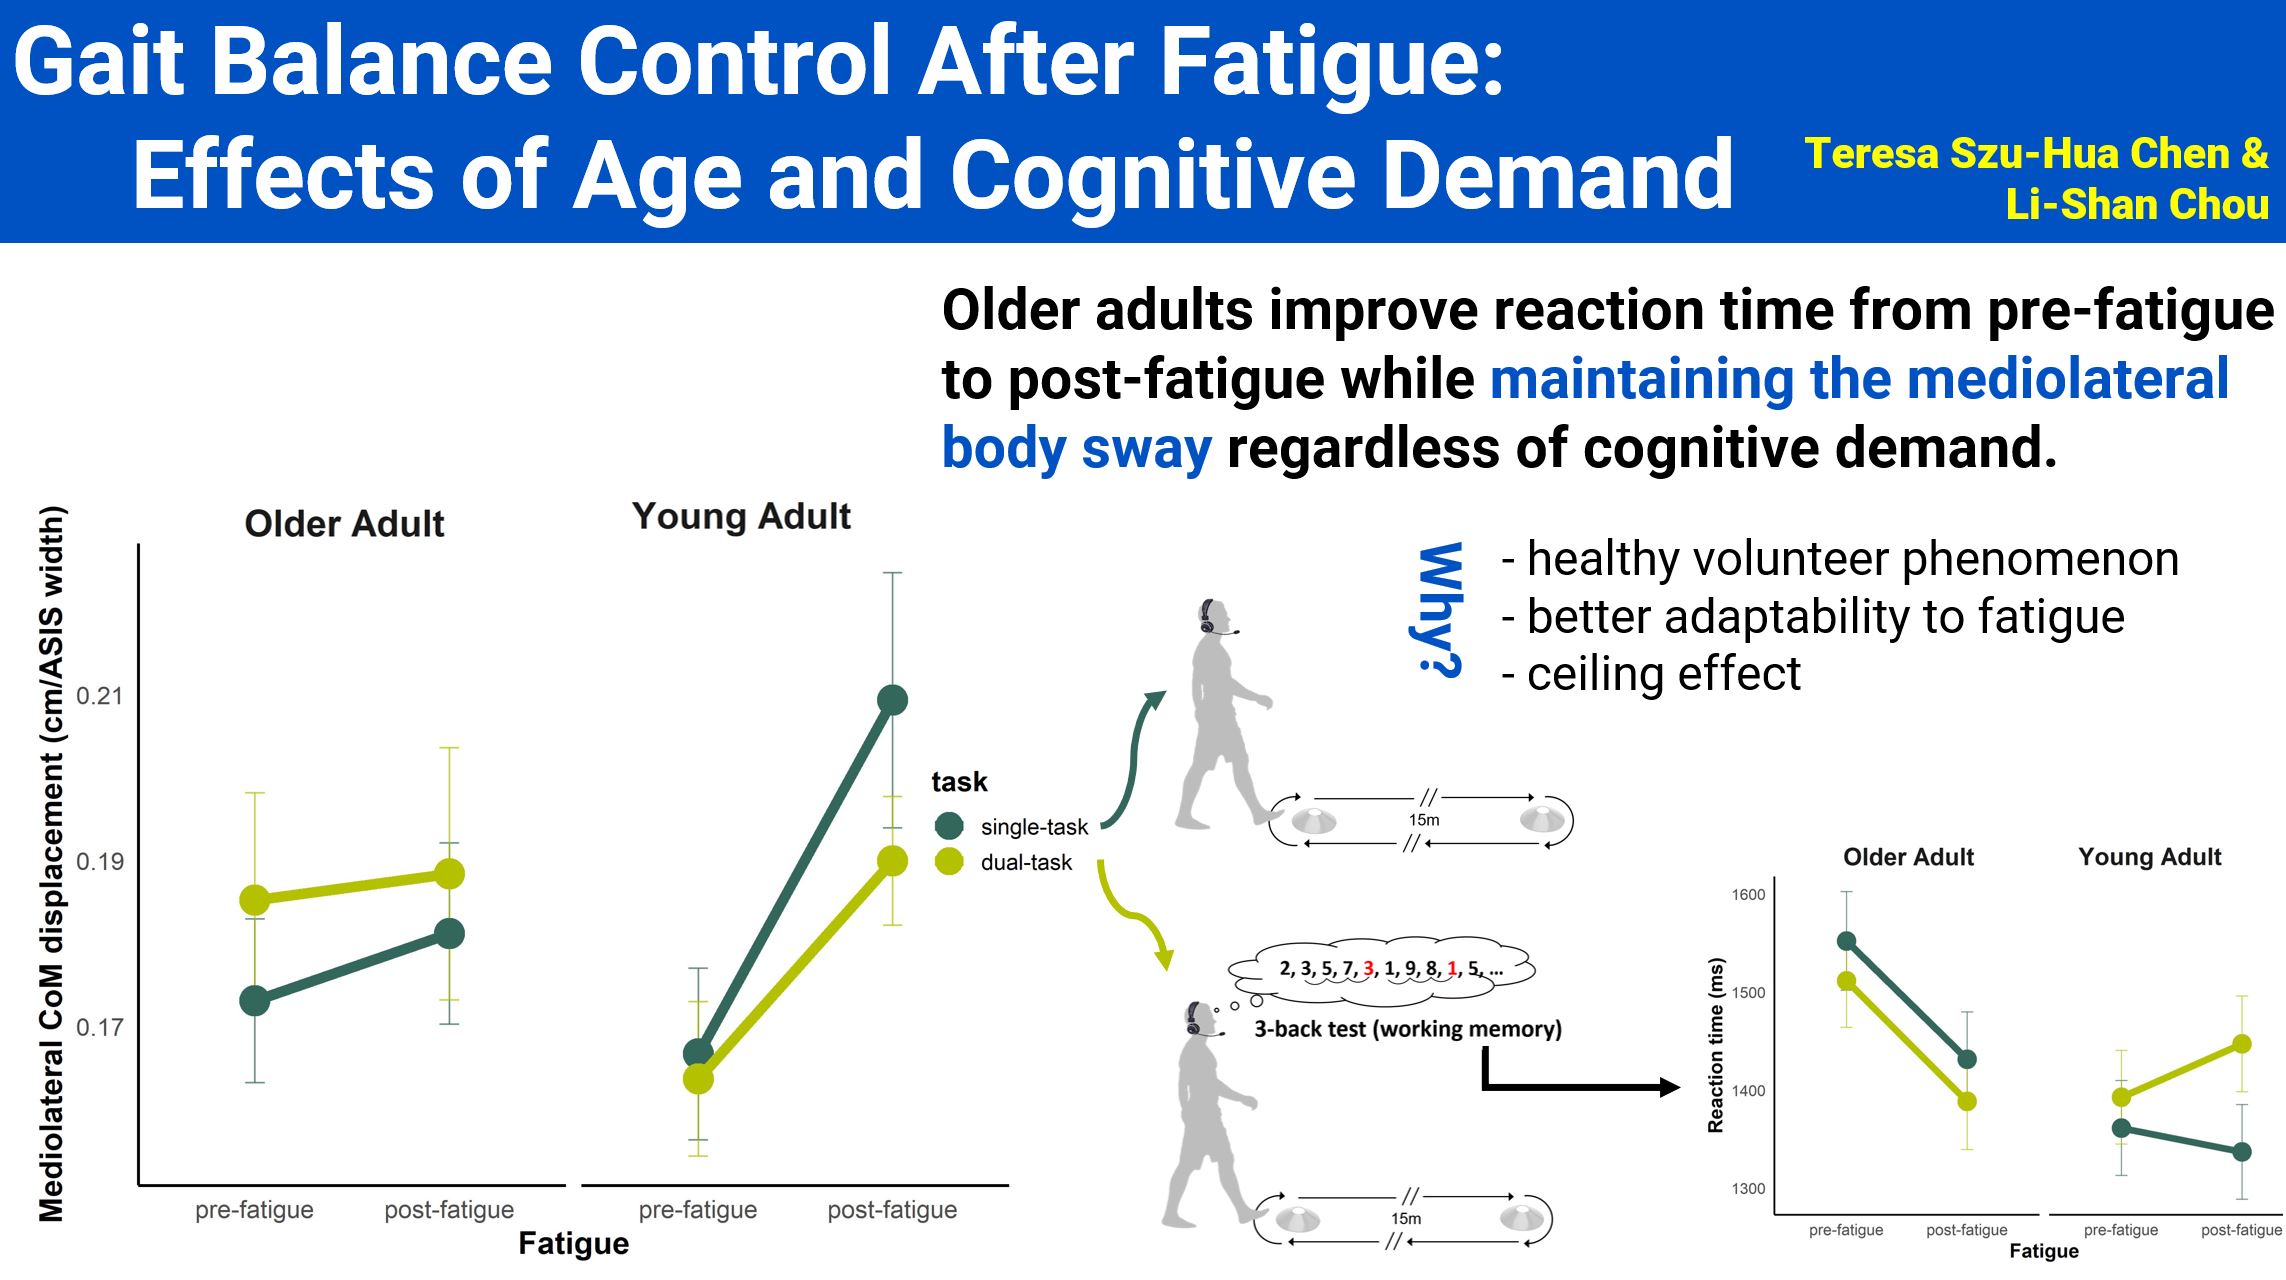 Gait Balance Control After Fatigue:
Effects of Age and Cognitive Demand
Teresa Szu-Hua Chen &
Li-Shan Chou
Older adults improve reaction time from pre-fatigue
to post-fatigue while maintaining the mediolateral
body sway regardless of cognitive demand.
Why?
- healthy volunteer phenomenon
- better adaptability to fatigue
- ceiling effect
Older Adult
Young Adult
Mediolateral CoM displacement (cm/ASIS width)
0.21
0.19
0.17
pre-fatigue
post-fatigue
pre-fatigue
post-fatigue
Fatigue
task
single-task
dual-task
15m
2, 3, 5, 7, 3, 1, 9, 8, 1, 5, ...
3-back test (working memory)
15m
Older Adult
Young Adult
Reaction time (ms)
1600
1500
1400
1300
pre-fatigue
post-fatigue
pre-fatigue
post-fatigue
Fatigue